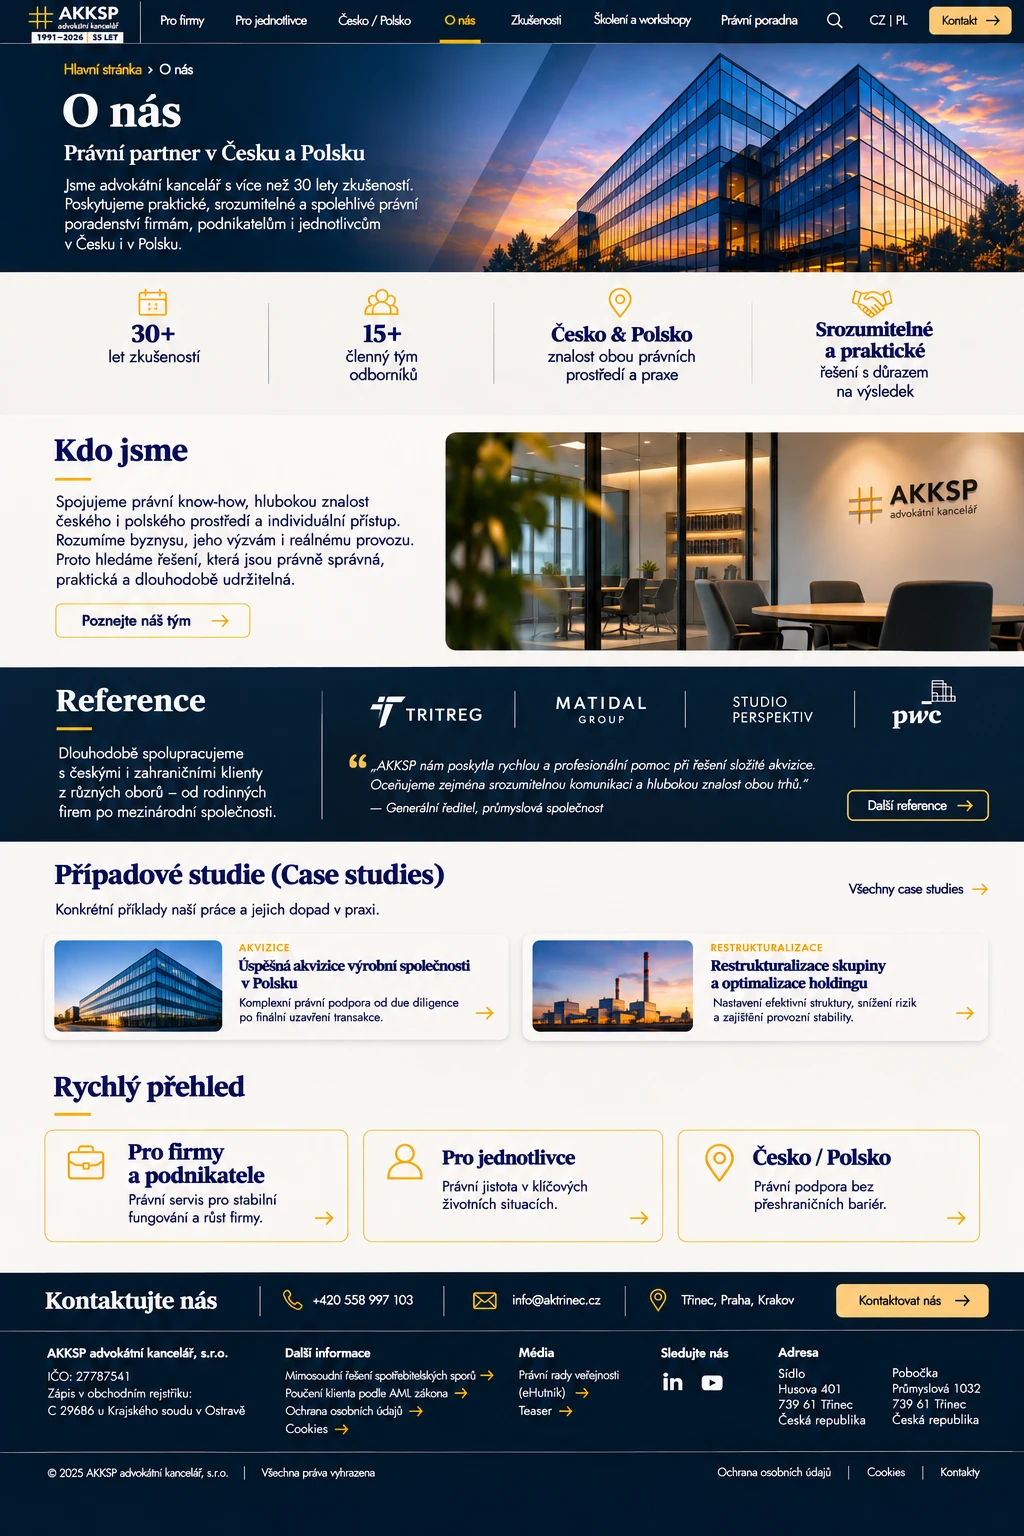 AKKSP
advokátní kancelář
1991–2026 | 35 LET
Pro firmy
Pro jednotlivce
Česko / Polsko
O nás
Zkušenosti
Školení a workshopy
Právní poradna
CZ | PL
Kontakt →
Hlavní stránka › O nás
O nás
Právní partner v Česku a Polsku
Jsme advokátní kancelář s více než 30 lety zkušeností.
Poskytujeme praktické, srozumitelné a spolehlivé právní
poradenství firmám, podnikatelům i jednotlivcům
v Česku i v Polsku.
30+
let zkušeností
15+
členný tým
odborníků
Česko & Polsko
znalost obou právních
prostředí a praxe
Srozumitelné
a praktické
řešení s důrazem
na výsledek
Kdo jsme
Spojujeme právní know-how, hlubokou znalost
českého i polského prostředí a individuální přístup.
Rozumíme byznysu, jeho výzvám i reálnému provozu.
Proto hledáme řešení, která jsou právně správná,
praktická a dlouhodobě udržitelná.
Poznejte náš tým →
AKKSP
advokátní kancelář
Reference
Dlouhodobě spolupracujeme
s českými i zahraničními klienty
z různých oborů – od rodinných
firem po mezinárodní společnosti.
TRITREG
MATIDAL
GROUP
STUDIO
PERSPEKTIV
pwc
“ „AKKSP nám poskytla rychlou a profesionální pomoc při řešení složité akvizice.
Oceňujeme zejména srozumitelnou komunikaci a hlubokou znalost obou trhů.“
— Generální ředitel, průmyslová společnost
Další reference →
Případové studie (Case studies)
Konkrétní příklady naší práce a jejich dopad v praxi.
Všechny case studies →
AKVIZICE
Úspěšná akvizice výrobní společnosti
v Polsku
Komplexní právní podpora od due diligence
po finální uzavření transakce. →
RESTRUKTURALIZACE
Restrukturalizace skupiny
a optimalizace holdingu
Nastavení efektivní struktury, snížení rizik
a zajištění provozní stability. →
Rychlý přehled
Pro firmy
a podnikatele
Právní servis pro stabilní
fungování a růst firmy. →
Pro jednotlivce
Právní jistota v klíčových
životních situacích. →
Česko / Polsko
Právní podpora bez
přeshraničních bariér. →
Kontaktujte nás
+420 558 997 103
info@aktrinec.cz
Třinec, Praha, Krakov
Kontaktovat nás →
AKKSP advokátní kancelář, s.r.o.
IČO: 27787541
Zápis v obchodním rejstříku:
C 29686 u Krajského soudu v Ostravě
Další informace
Mimosoudní řešení spotřebitelských sporů →
Poučení klienta podle AML zákona →
Ochrana osobních údajů →
Cookies →
Média
Právní rady veřejnosti
(eHutník) →
Teaser →
Sledujte nás
in
Adresa
Sídlo
Husova 401
739 61 Třinec
Česká republika
Pobočka
Průmyslová 1032
739 61 Třinec
Česká republika
© 2025 AKKSP advokátní kancelář, s.r.o. | Všechna práva vyhrazena
Ochrana osobních údajů | Cookies | Kontakty